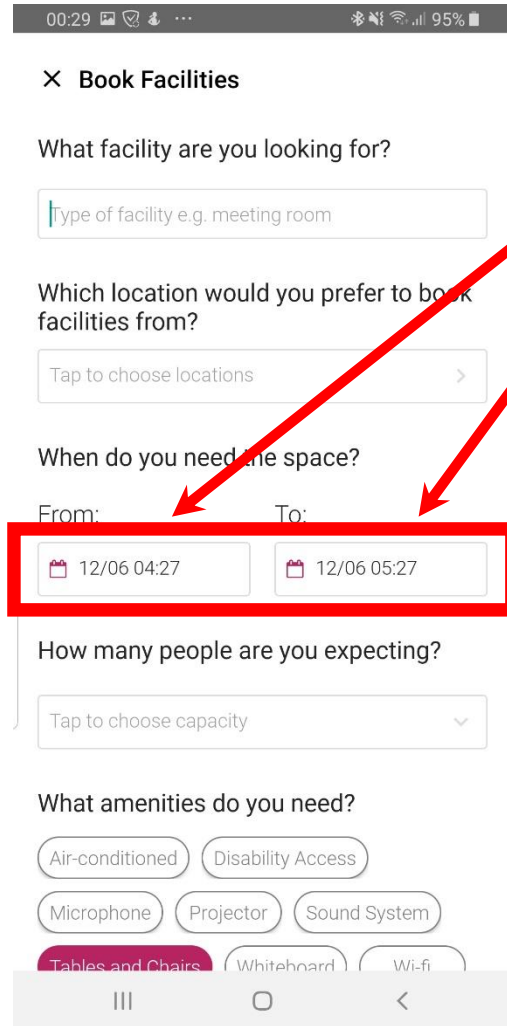 00:29 95%
Book Facilities
What facility are you looking for?
Type of facility e.g. meeting room
Which location would you prefer to book
facilities from?
Tap to choose locations
When do you need the space?
From: To:
12/06 04:27 12/06 05:27
How many people are you expecting?
Tap to choose capacity
What amenities do you need?
Air-conditioned Disability Access
Microphone Projector Sound System
Tables and Chairs Whiteboard Wi-fi